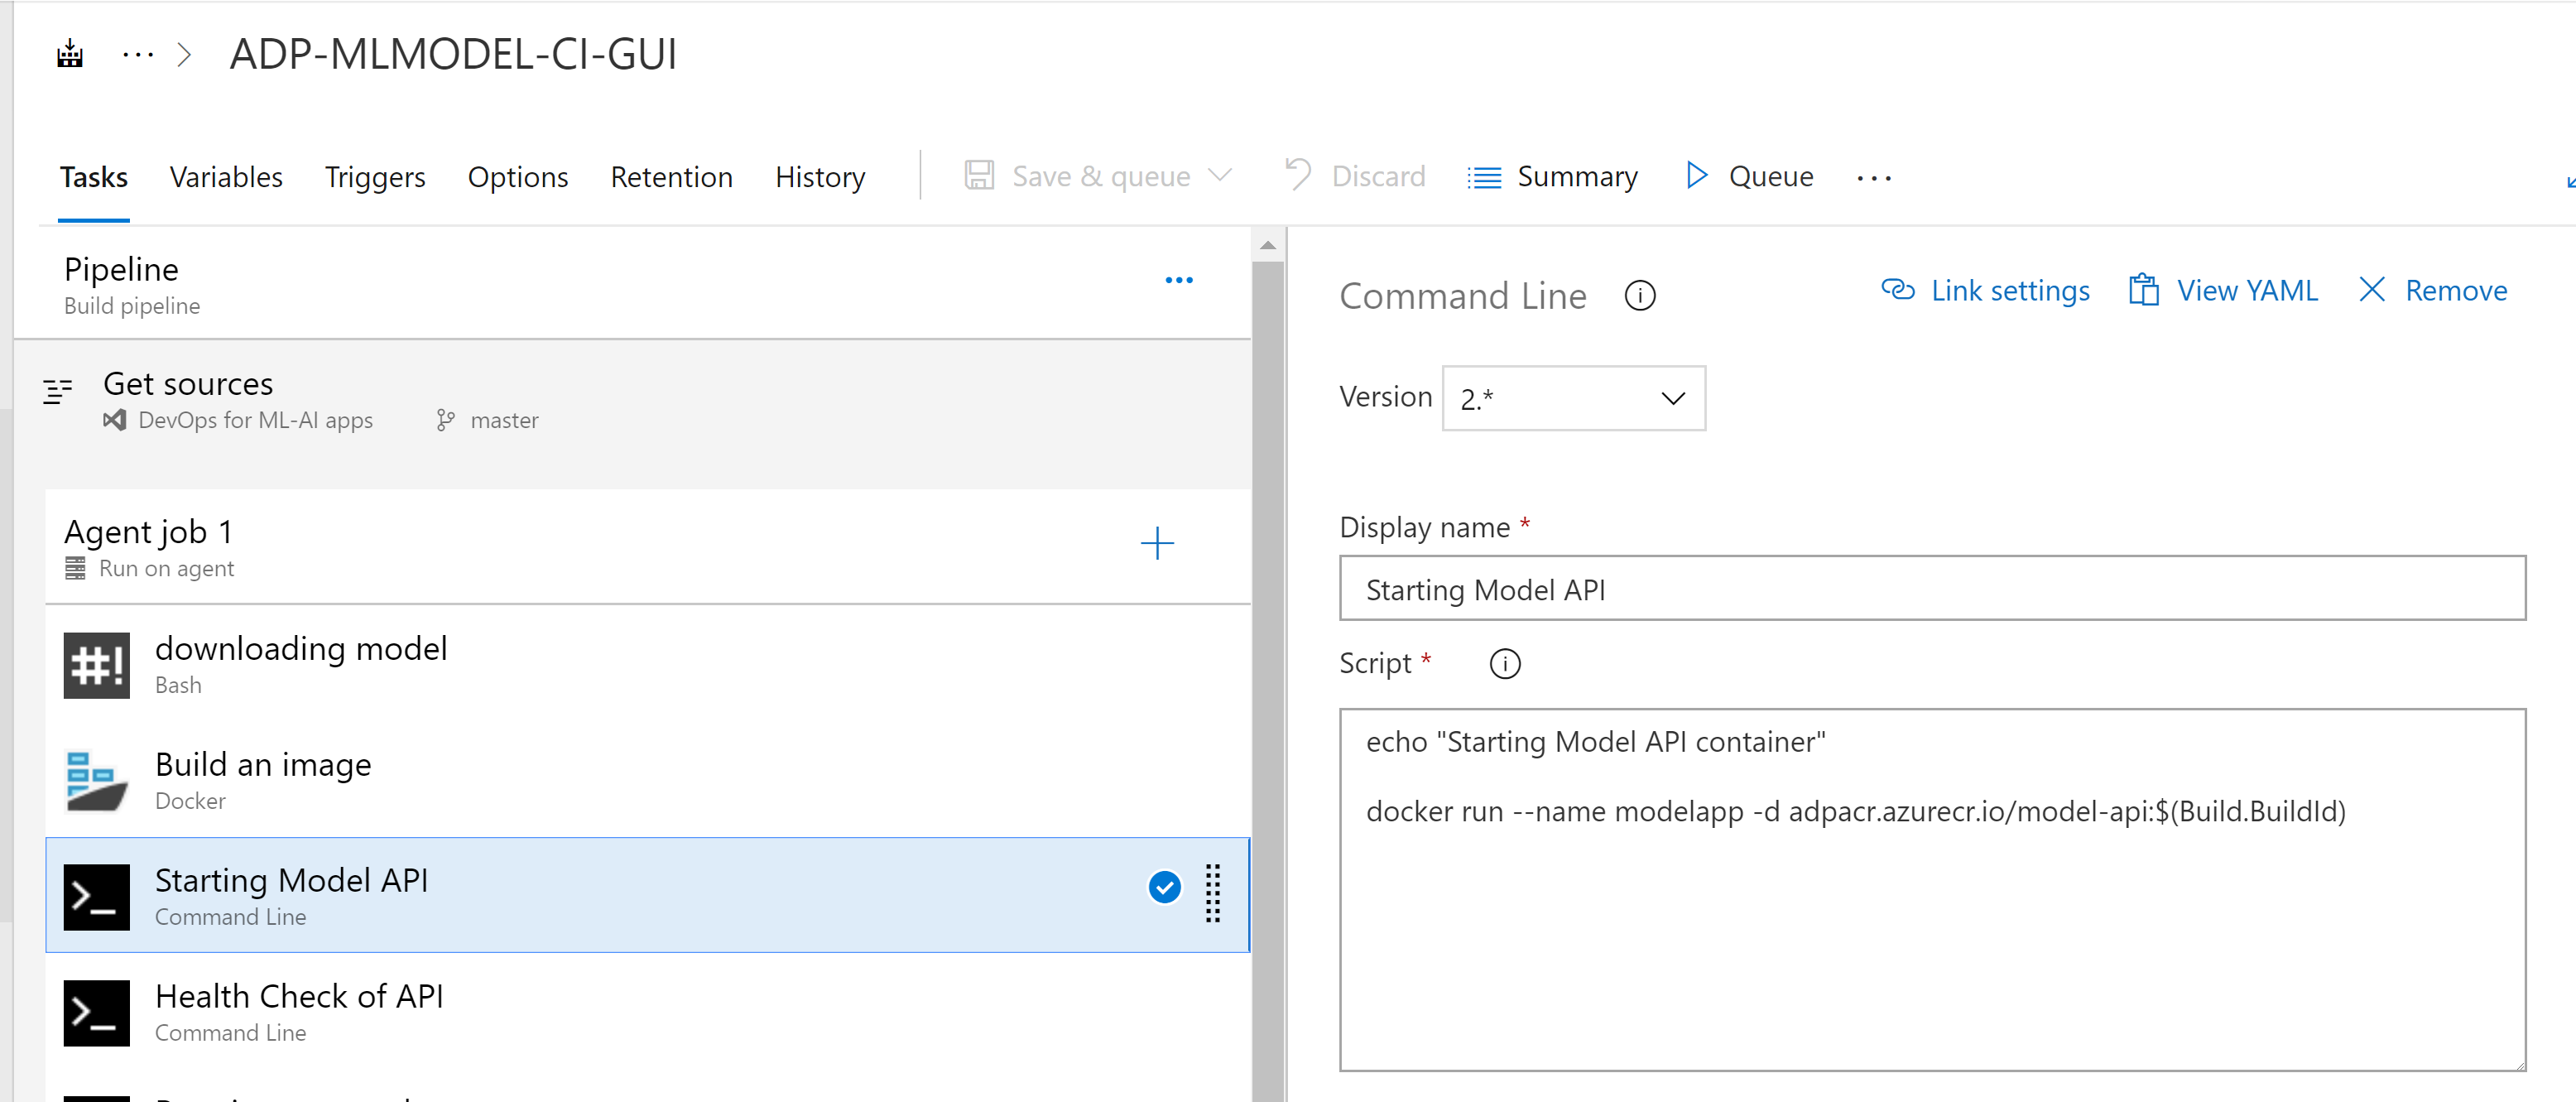 ··· > ADP-MLMODEL-CI-GUI
Tasks Variables Triggers Options Retention History Save & queue Discard Summary Queue ···
Pipeline
Build pipeline
Get sources
DevOps for ML-AI apps master
Agent job 1
Run on agent
#! downloading model
Bash
Build an image
Docker
>_ Starting Model API
Command Line
>_ Health Check of API
Command Line
Command Line
Link settings View YAML Remove
Version 2.*
Display name *
Starting Model API
Script *
echo "Starting Model API container"
docker run --name modelapp -d adpacr.azurecr.io/model-api:$(Build.BuildId)